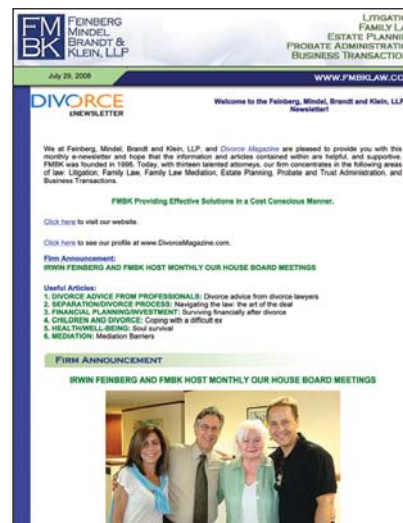 FM
BK
FEINBERG
MINDEL
BRANDT &
KLEIN, LLP
LITIGATIO
FAMILY LA
ESTATE PLANNIN
PROBATE ADMINISTRATIO
BUSINESS TRANSACTION
July 29, 2008
WWW.FMBKLAW.CO
DIVORCE
eNEWSLETTER
Welcome to the Feinberg, Mindel, Brandt and Klein, LLP
Newsletter!
We at Feinberg, Mindel, Brandt and Klein, LLP. and Divorce Magazine are pleased to provide you with this
monthly e-newsletter and hope that the information and articles contained within are helpful, and supportive.
FMBK was founded in 1996. Today, with thirteen talented attorneys, our firm concentrates in the following areas
of law: Litigation, Family Law, Family Law Mediation, Estate Planning, Probate and Trust Administration, and
Business Transactions.
FMBK Providing Effective Solutions in a Cost Conscious Manner.
Click here to visit our website.
Click here to see our profile at www.DivorceMagazine.com.
Firm Announcement:
IRWIN FEINBERG AND FMBK HOST MONTHLY OUR HOUSE BOARD MEETINGS
Useful Articles:
1. DIVORCE ADVICE FROM PROFESSIONALS: Divorce advice from divorce lawyers
2. SEPARATION/DIVORCE PROCESS: Navigating the law: the art of the deal
3. FINANCIAL PLANNING/INVESTMENT: Surviving financially after divorce
4. CHILDREN AND DIVORCE: Coping with a difficult ex
5. HEALTH/WELL-BEING: Soul survival
6. MEDIATION: Mediation Barriers
FIRM ANNOUNCEMENT
IRWIN FEINBERG AND FMBK HOST MONTHLY OUR HOUSE BOARD MEETINGS